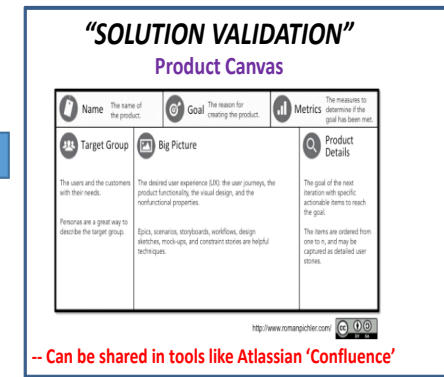 “SOLUTION VALIDATION”
Product Canvas
Name
The name of
the product.
Goal
The reason for
creating the product.
Metrics
The measures to
determine if the
goal has been met.
Target Group
The users and the customers
with their needs.
Personas are a great way to
describe the target group.
Big Picture
The desired user experience (UX): the user journeys, the
product functionality, the visual design, and the
nonfunctional properties.
Epics, scenarios, storyboards, workflows, design
sketches, mock-ups, and constraint stories are helpful
techniques.
Product
Details
The goal of the next
iteration with specific
actionable items to reach
the goal.
The items are ordered from
one to n, and may be
captured as detailed user
stories.
http://www.romanpichler.com/
cc
BY SA
-- Can be shared in tools like Atlassian ‘Confluence’